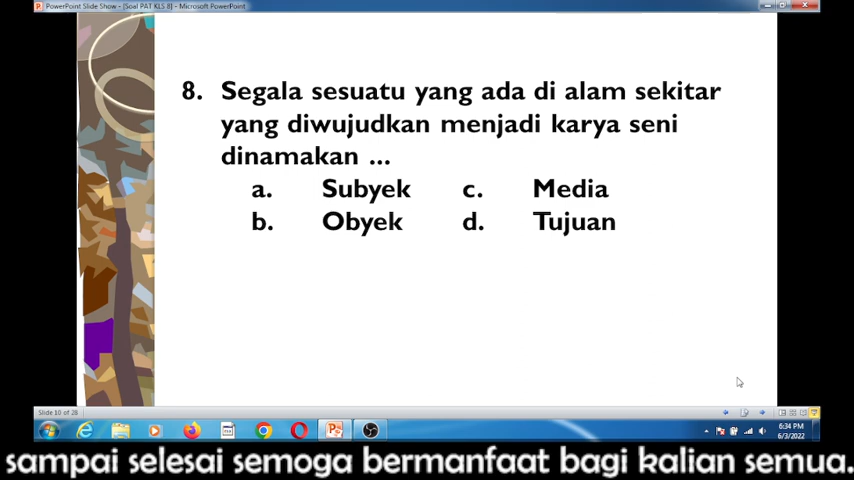 PowerPoint Slide Show - [Soal PAT KLS 8] - Microsoft PowerPoint
8. Segala sesuatu yang ada di alam sekitar
yang diwujudkan menjadi karya seni
dinamakan ...
a. Subyek c. Media
b. Obyek d. Tujuan
Slide 10 of 28
6:34 PM
6/3/2022
sampai selesai semoga bermanfaat bagi kalian semua.